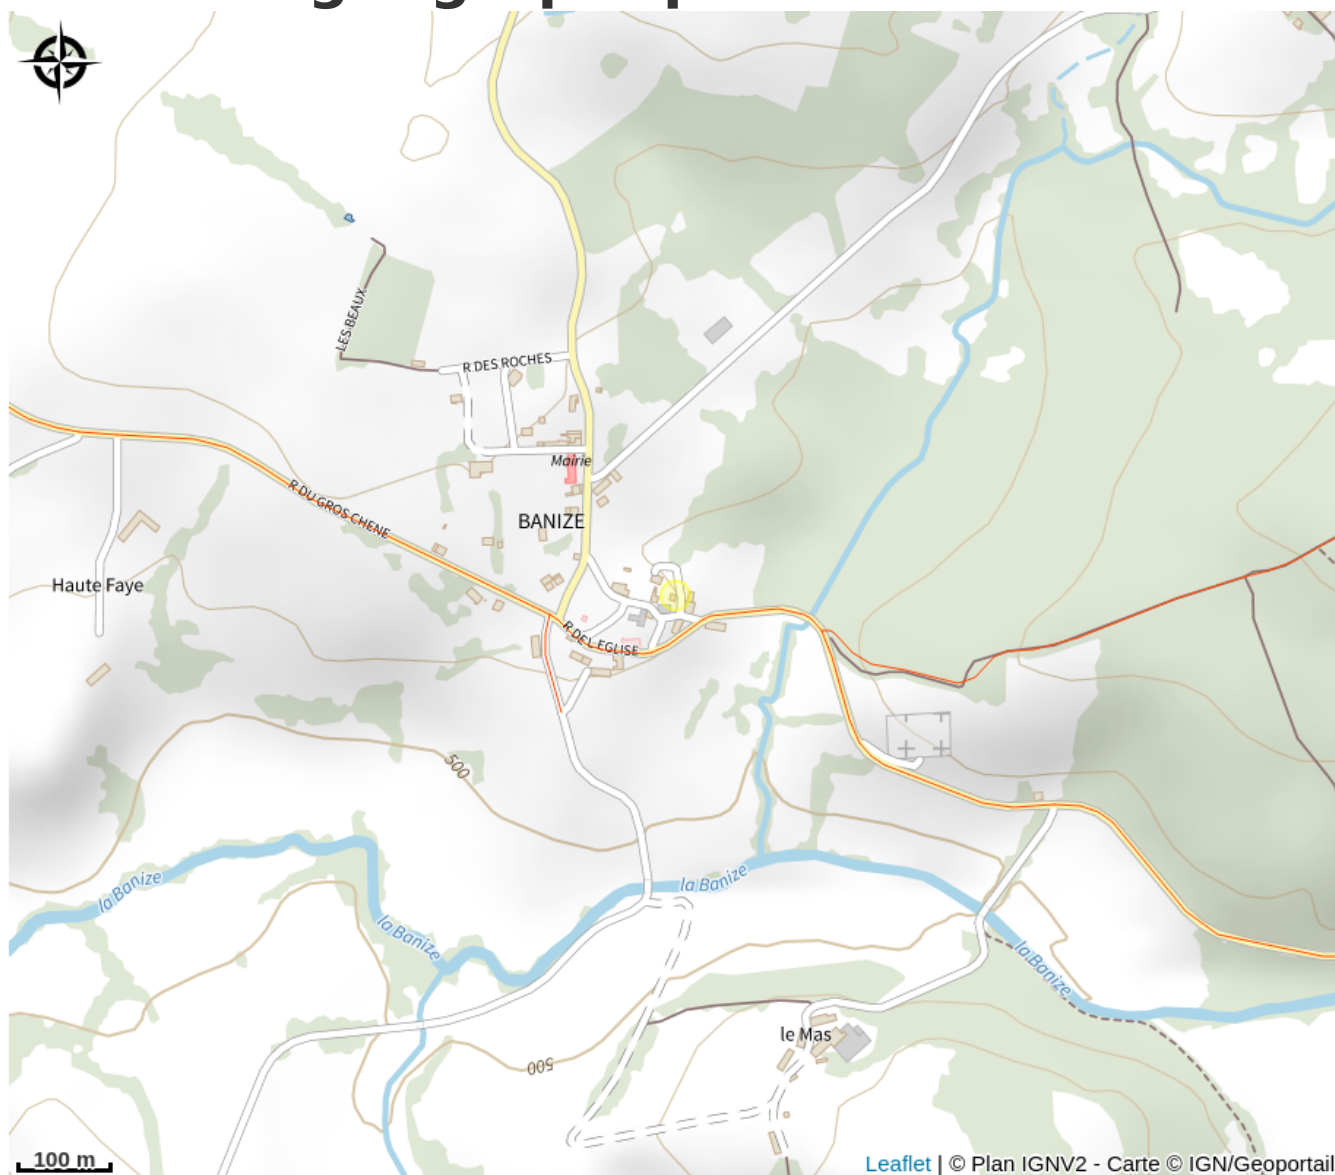 P
LES BEAUX
R DES ROCHES
Mairie
R DU GROS CHENE
BANIZE
Haute Faye
R DE L EGLISE
500
la Banize
la Banize
la Banize
la Banize
le Mas
500
100 m
Leaflet | © Plan IGNV2 - Carte © IGN/Geoportail